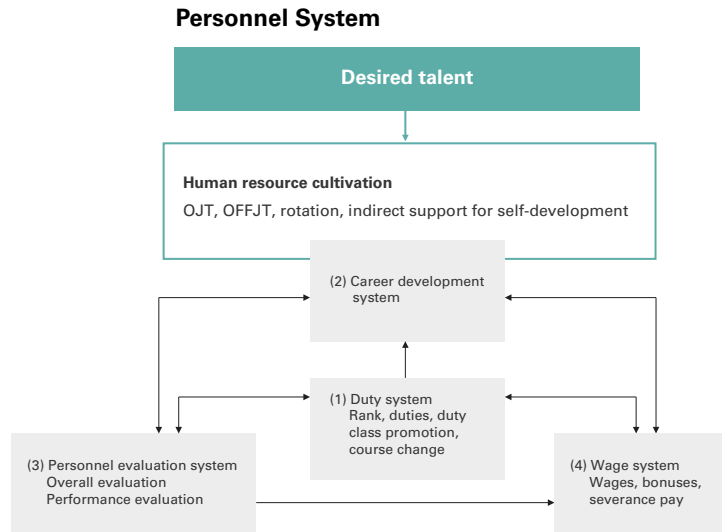 Personnel System
Desired talent
Human resource cultivation
OJT, OFFJT, rotation, indirect support for self-development
(2) Career development
system
(1) Duty system
Rank, duties, duty
class promotion,
course change
(3) Personnel evaluation system
Overall evaluation
Performance evaluation
(4) Wage system
Wages, bonuses,
severance pay